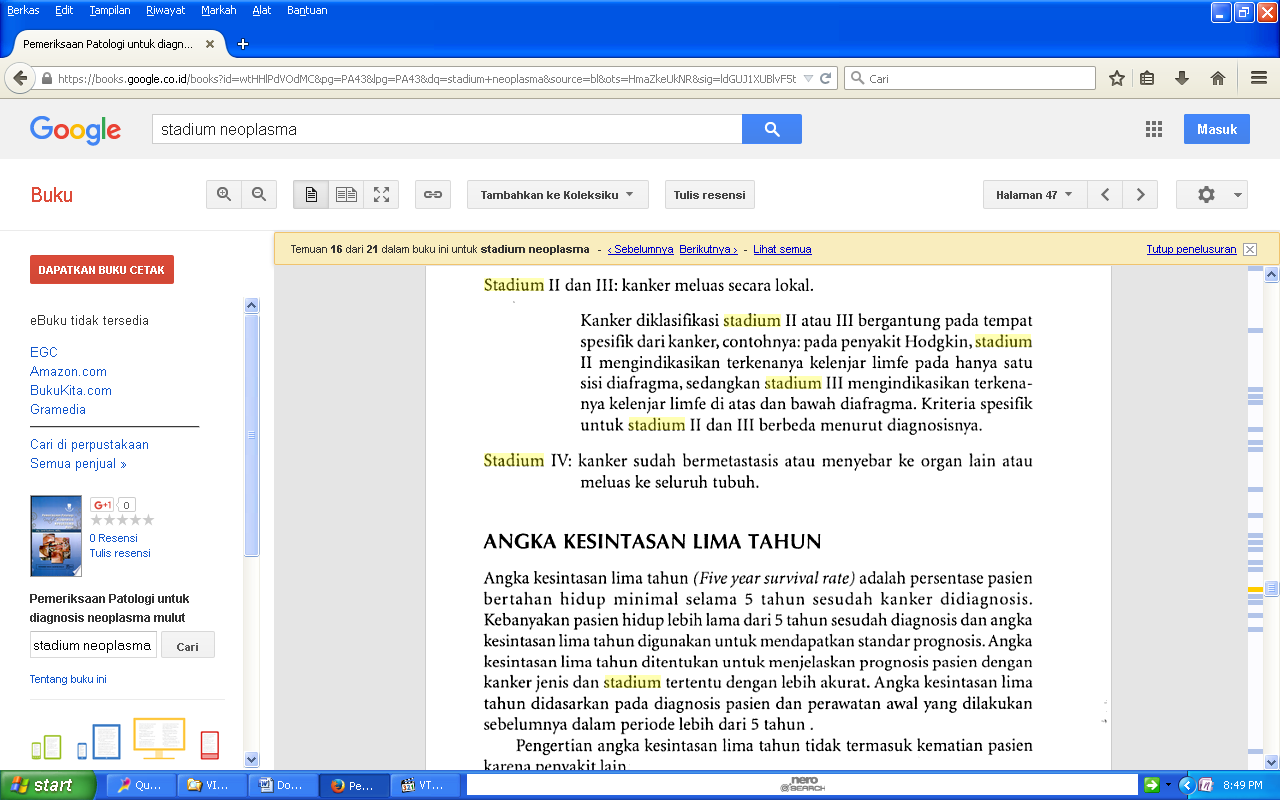 Berkas Edit Tampilan Riwayat Markah Alat Bantuan
Pemeriksaan Patologi untuk diagn...
https://books.google.co.id/books?id=wtHHlPdVOdMC&pg=PA43&lpg=PA43&dq=stadium+neoplasma&source=bl&ots=HmaZkeUkNR&sig=ldGUJ1XUBlvF5t
Cari
Google
stadium neoplasma
Masuk
Buku
Tambahkan ke Koleksiku
Tulis resensi
Halaman 47
Temuan 16 dari 21 dalam buku ini untuk stadium neoplasma - ‹ Sebelumnya Berikutnya › - Lihat semua
Tutup penelusuran
DAPATKAN BUKU CETAK
eBuku tidak tersedia
EGC
Amazon.com
BukuKita.com
Gramedia
Cari di perpustakaan
Semua penjual »
G+1 0
0 Resensi
Tulis resensi
Pemeriksaan Patologi untuk
diagnosis neoplasma mulut
stadium neoplasma
Cari
Tentang buku ini
Stadium II dan III: kanker meluas secara lokal.
Kanker diklasifikasi stadium II atau III bergantung pada tempat
spesifik dari kanker, contohnya: pada penyakit Hodgkin, stadium
II mengindikasikan terkenanya kelenjar limfe pada hanya satu
sisi diafragma, sedangkan stadium III mengindikasikan terkena-
nya kelenjar limfe di atas dan bawah diafragma. Kriteria spesifik
untuk stadium II dan III berbeda menurut diagnosisnya.
Stadium IV: kanker sudah bermetastasis atau menyebar ke organ lain atau
meluas ke seluruh tubuh.
ANGKA KESINTASAN LIMA TAHUN
Angka kesintasan lima tahun (Five year survival rate) adalah persentase pasien
bertahan hidup minimal selama 5 tahun sesudah kanker didiagnosis.
Kebanyakan pasien hidup lebih lama dari 5 tahun sesudah diagnosis dan angka
kesintasan lima tahun digunakan untuk mendapatkan standar prognosis. Angka
kesintasan lima tahun ditentukan untuk menjelaskan prognosis pasien dengan
kanker jenis dan stadium tertentu dengan lebih akurat. Angka kesintasan lima
tahun didasarkan pada diagnosis pasien dan perawatan awal yang dilakukan
sebelumnya dalam periode lebih dari 5 tahun .
Pengertian angka kesintasan lima tahun tidak termasuk kematian pasien
karena penyakit lain.
start
Qu...
VI...
Do...
Pe...
VT...
nero
SEARCH
8:49 PM